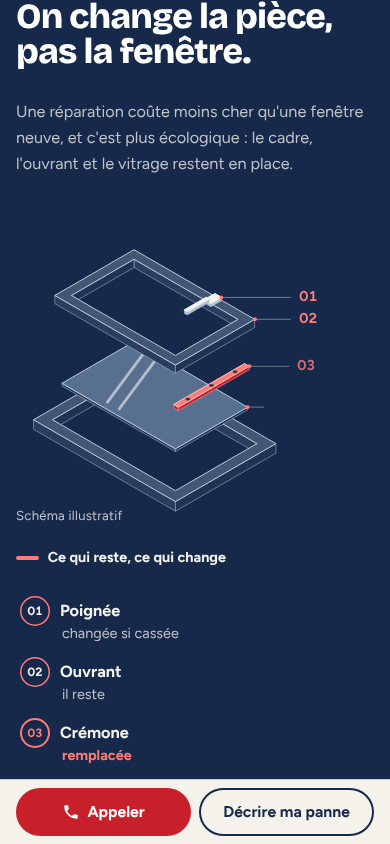 On change la pièce,
pas la fenêtre.
Une réparation coûte moins cher qu'une fenêtre
neuve, et c'est plus écologique : le cadre,
l'ouvrant et le vitrage restent en place.
01
02
03
Schéma illustratif
Ce qui reste, ce qui change
01 Poignée
changée si cassée
02 Ouvrant
il reste
03 Crémone
remplacée
Appeler
Décrire ma panne